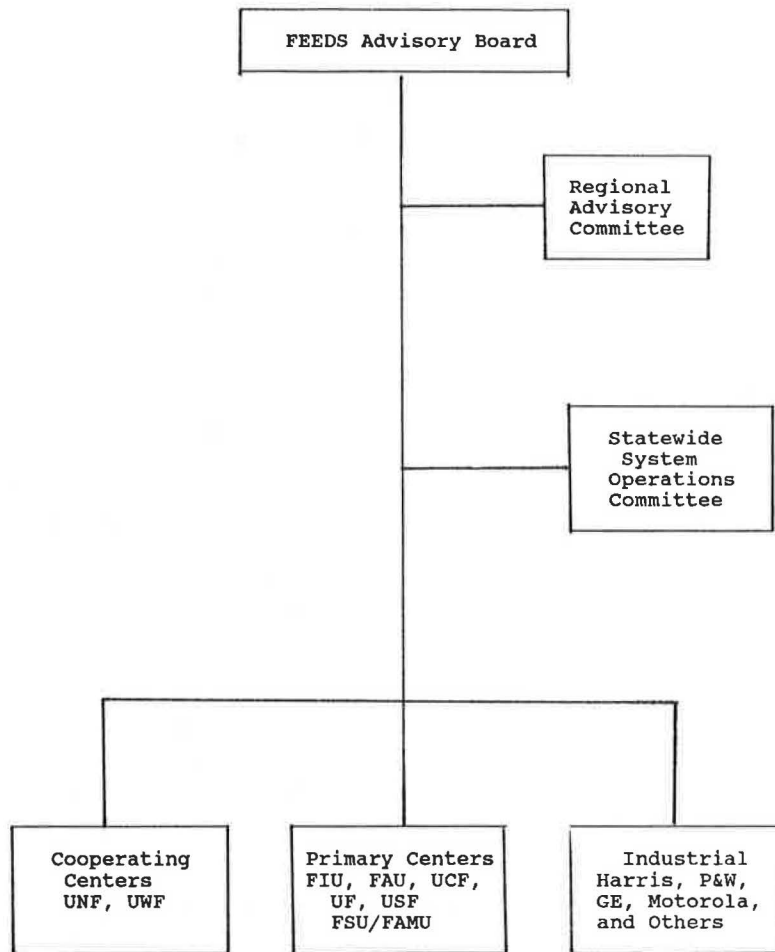 FEEDS Advisory Board
Regional
Advisory
Committee
Statewide
System
Operations
Committee
Cooperating
Centers
UNF, UWF
Primary Centers
FIU, FAU, UCF,
UF, USF
FSU/FAMU
Industrial
Harris, P&W,
GE, Motorola,
and Others